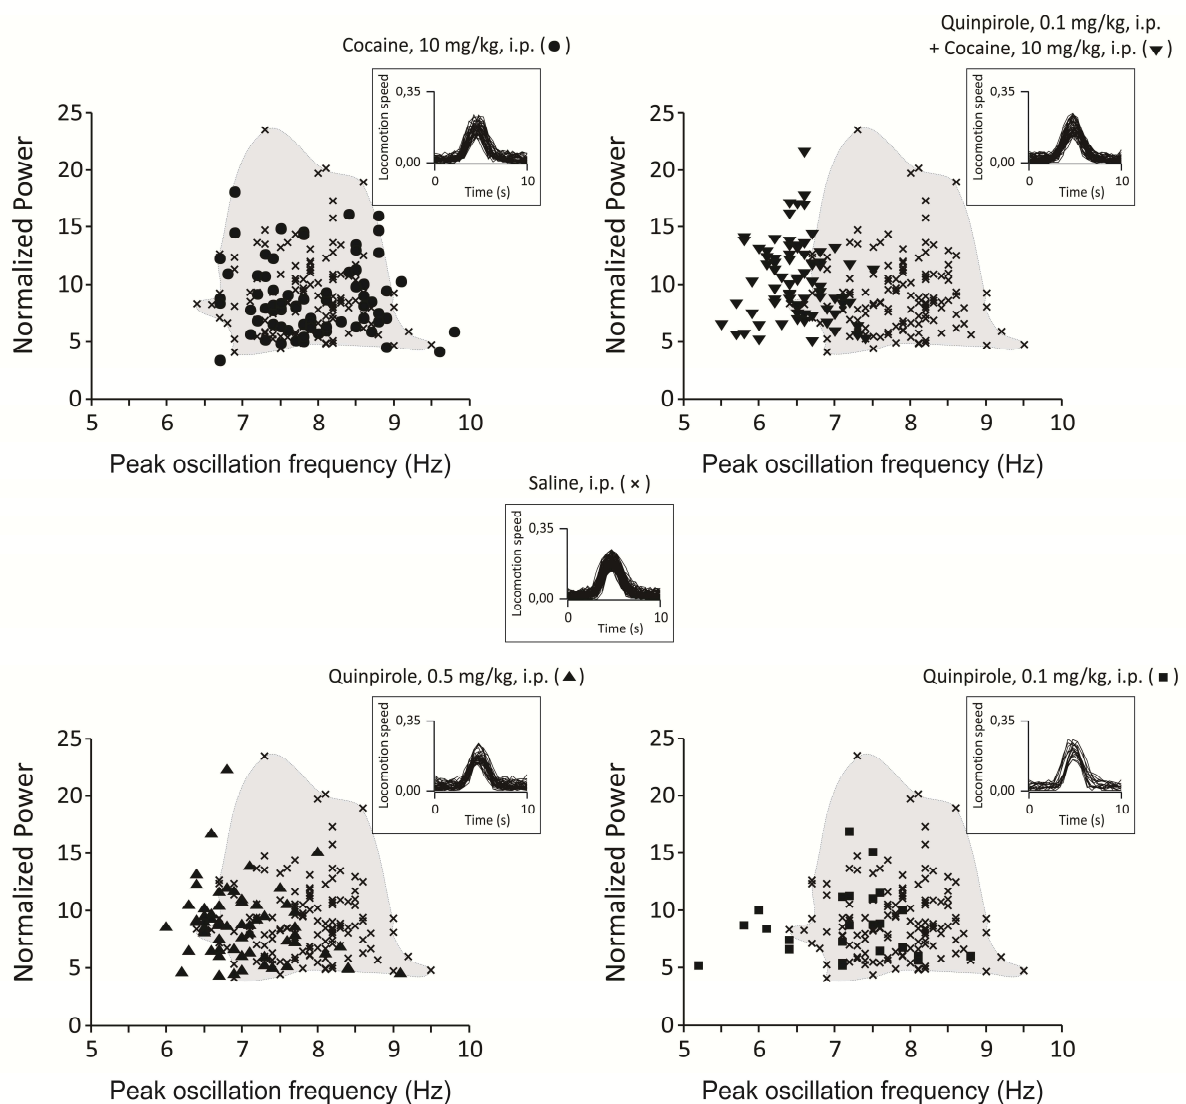 Cocaine, 10 mg/kg, i.p. (●)
Locomotion speed
0,35
0,00
0 10
Time (s)
Normalized Power
25
20
15
10
5
0
5 6 7 8 9 10
Peak oscillation frequency (Hz)
Quinpirole, 0.1 mg/kg, i.p.
+ Cocaine, 10 mg/kg, i.p. (▼)
Locomotion speed
0,35
0,00
0 10
Time (s)
Normalized Power
25
20
15
10
5
0
5 6 7 8 9 10
Peak oscillation frequency (Hz)
Saline, i.p. (×)
Locomotion speed
0,35
0,00
0 10
Time (s)
Quinpirole, 0.5 mg/kg, i.p. (▲)
Locomotion speed
0,35
0,00
0 10
Time (s)
Normalized Power
25
20
15
10
5
0
5 6 7 8 9 10
Peak oscillation frequency (Hz)
Quinpirole, 0.1 mg/kg, i.p. (■)
Locomotion speed
0,35
0,00
0 10
Time (s)
Normalized Power
25
20
15
10
5
0
5 6 7 8 9 10
Peak oscillation frequency (Hz)